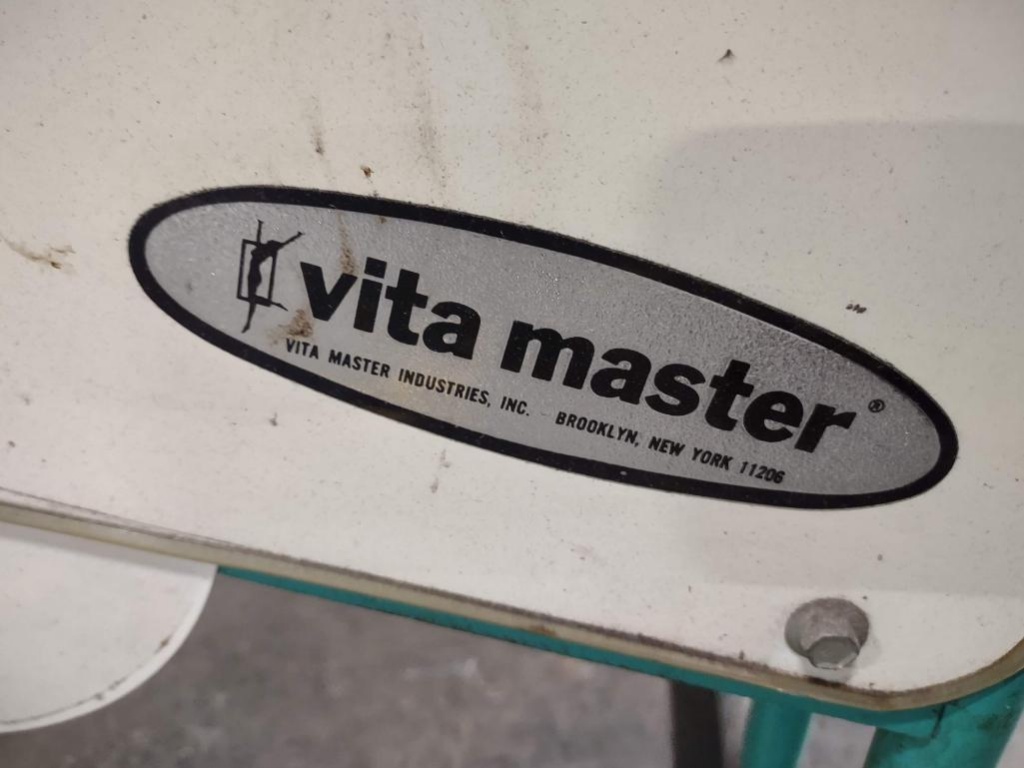 vita master®
VITA MASTER INDUSTRIES, INC. BROOKLYN, NEW YORK 11206